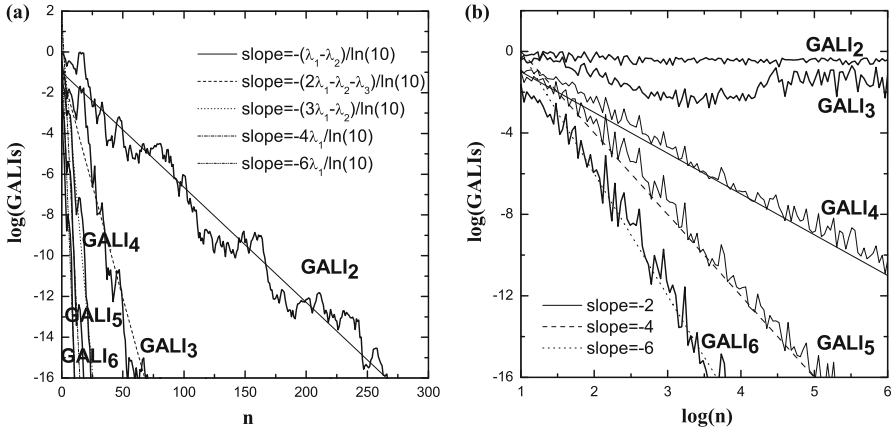 (a)
log(GALIs)
2
0
-2
-4
-6
-8
-10
-12
-14
-16
slope=-(λ1-λ2)/ln(10)
slope=-(2λ1-λ2-λ3)/ln(10)
slope=-(3λ1-λ2)/ln(10)
slope=-4λ1/ln(10)
slope=-6λ1/ln(10)
GALI4
GALI2
GALI5
GALI6
GALI3
0 50 100 150 200 250 300
n
(b)
log(GALIs)
0
-4
-8
-12
-16
GALI2
GALI3
GALI4
slope=-2
slope=-4
slope=-6
GALI6
GALI5
1 2 3 4 5 6
log(n)